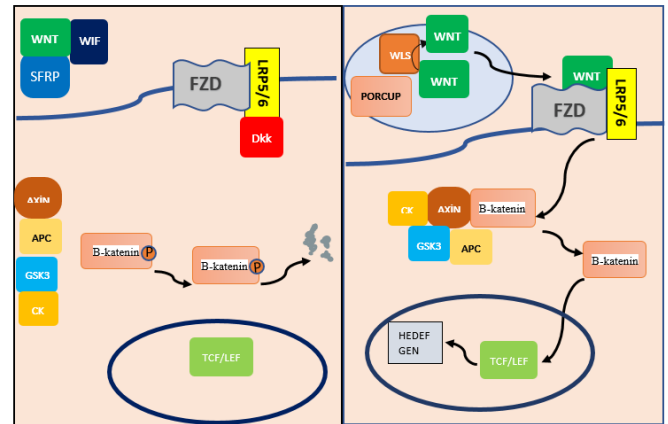 WNT
WIF
SFRP
FZD
LRP5/6
Dkk
AXİN
APC
GSK3
CK
B-katenin P
B-katenin P
TCF/LEF
WNT
WLS
WNT
PORCUP
WNT
FZD
LRP5/6
CK
AXİN
B-katenin
GSK3
APC
B-katenin
HEDEF
GEN
TCF/LEF